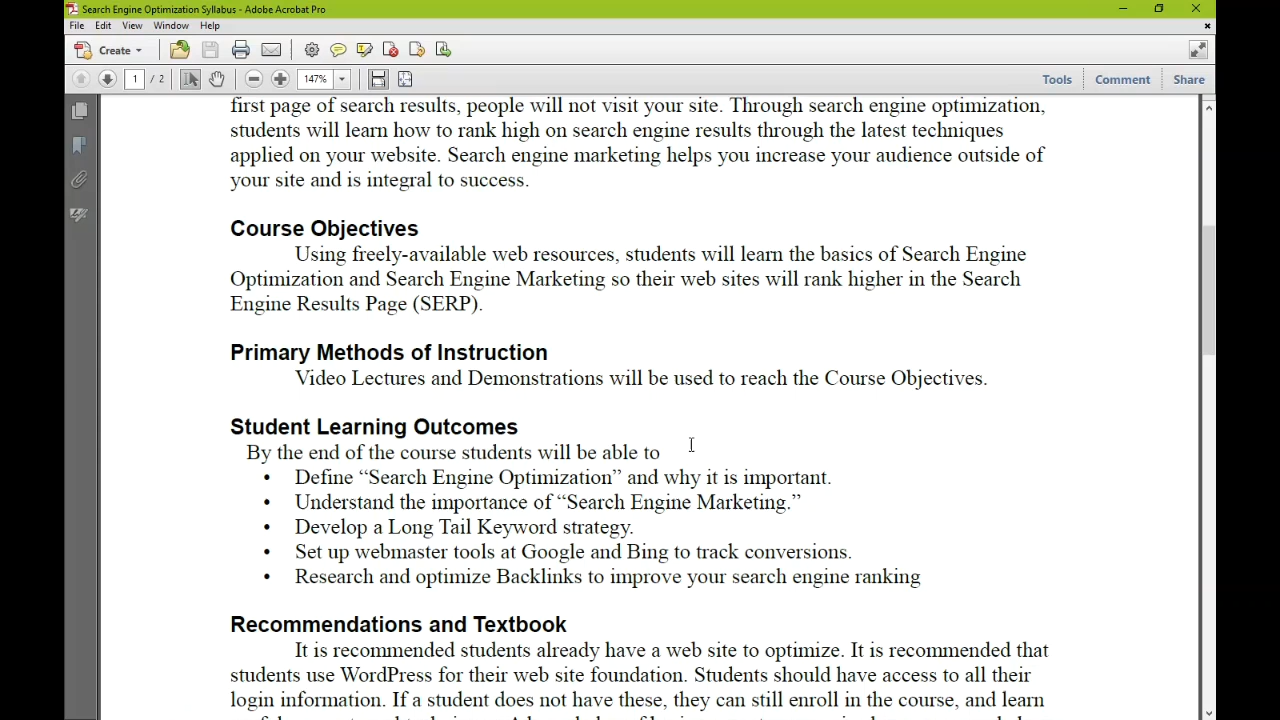 Search Engine Optimization Syllabus - Adobe Acrobat Pro
File Edit View Window Help
Create
1 / 2 147% Tools Comment Share
first page of search results, people will not visit your site. Through search engine optimization,
students will learn how to rank high on search engine results through the latest techniques
applied on your website. Search engine marketing helps you increase your audience outside of
your site and is integral to success.
Course Objectives
Using freely-available web resources, students will learn the basics of Search Engine
Optimization and Search Engine Marketing so their web sites will rank higher in the Search
Engine Results Page (SERP).
Primary Methods of Instruction
Video Lectures and Demonstrations will be used to reach the Course Objectives.
Student Learning Outcomes
By the end of the course students will be able to
• Define “Search Engine Optimization” and why it is important.
• Understand the importance of “Search Engine Marketing.”
• Develop a Long Tail Keyword strategy.
• Set up webmaster tools at Google and Bing to track conversions.
• Research and optimize Backlinks to improve your search engine ranking
Recommendations and Textbook
It is recommended students already have a web site to optimize. It is recommended that
students use WordPress for their web site foundation. Students should have access to all their
login information. If a student does not have these, they can still enroll in the course, and learn